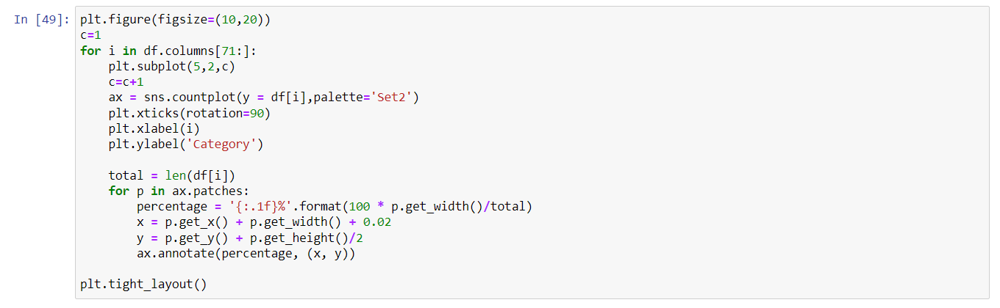 In [49]: plt.figure(figsize=(10,20))
c=1
for i in df.columns[71:]:
    plt.subplot(5,2,c)
    c=c+1
    ax = sns.countplot(y = df[i],palette='Set2')
    plt.xticks(rotation=90)
    plt.xlabel(i)
    plt.ylabel('Category')

    total = len(df[i])
    for p in ax.patches:
        percentage = '{:.1f}%'.format(100 * p.get_width()/total)
        x = p.get_x() + p.get_width() + 0.02
        y = p.get_y() + p.get_height()/2
        ax.annotate(percentage, (x, y))

plt.tight_layout()